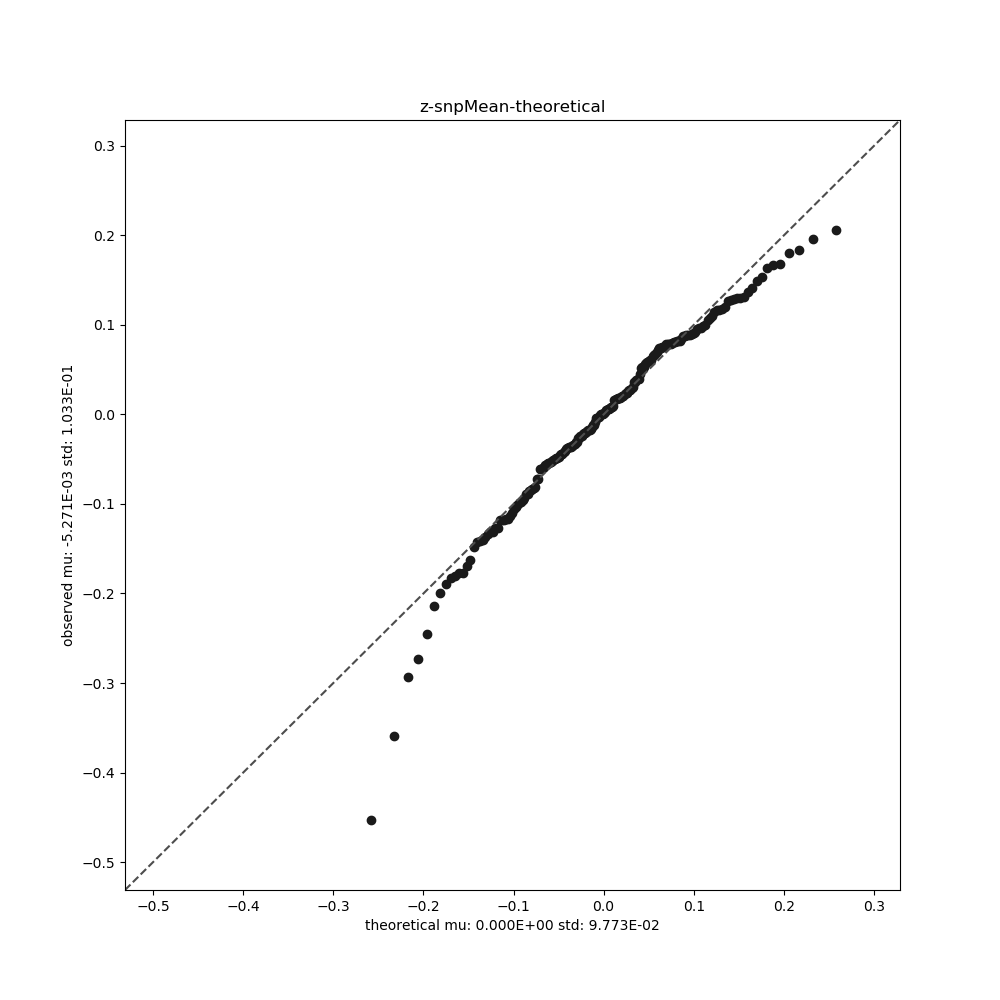 z-snpMean-theoretical
0.3
0.2
0.1
0.0
−0.1
−0.2
−0.3
−0.4
−0.5
observed mu: -5.271E-03 std: 1.033E-01
−0.5 −0.4 −0.3 −0.2 −0.1 0.0 0.1 0.2 0.3
theoretical mu: 0.000E+00 std: 9.773E-02